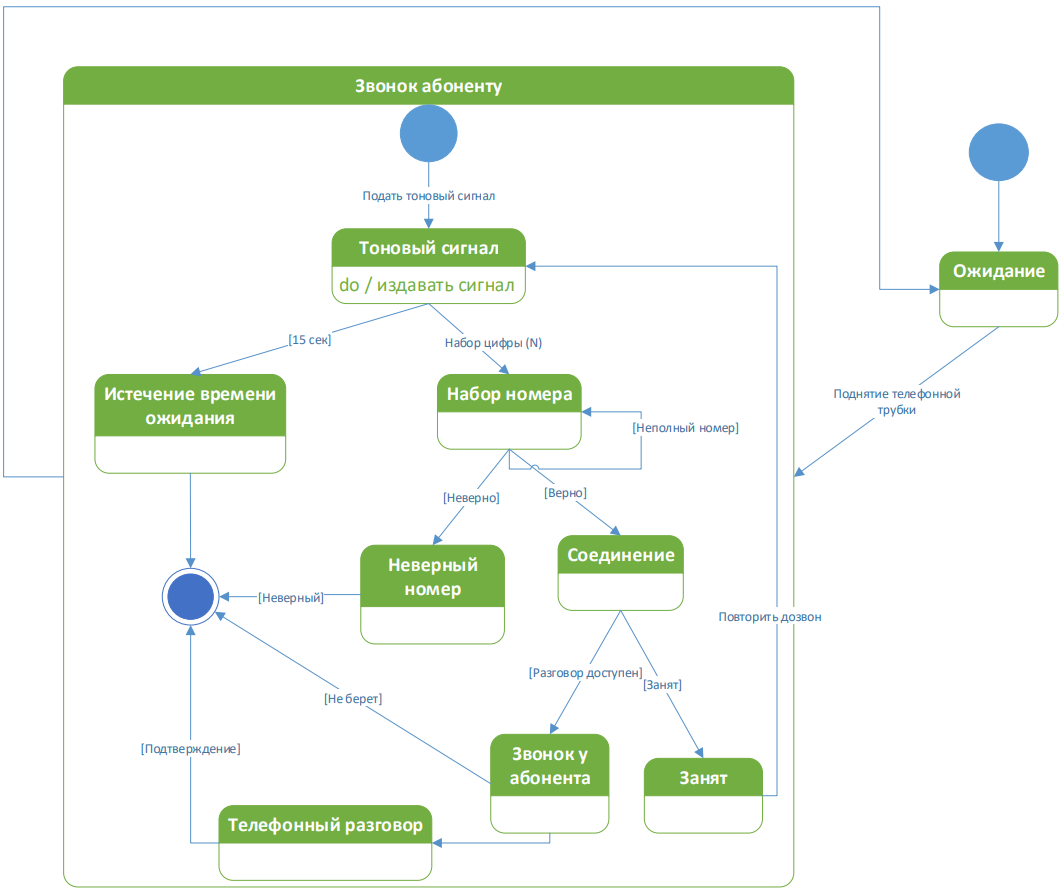 Звонок абоненту
Подать тоновый сигнал
Тоновый сигнал
do / издавать сигнал
Ожидание
[15 сек]
Набор цифры (N)
Истечение времени
ожидания
Набор номера
Поднятие телефонной
трубки
[Неполный номер]
[Неверно]
[Верно]
Неверный
номер
Соединение
[Неверный]
Повторить дозвон
[Разговор доступен]
[Занят]
[Не берет]
[Подтверждение]
Звонок у
абонента
Занят
Телефонный разговор